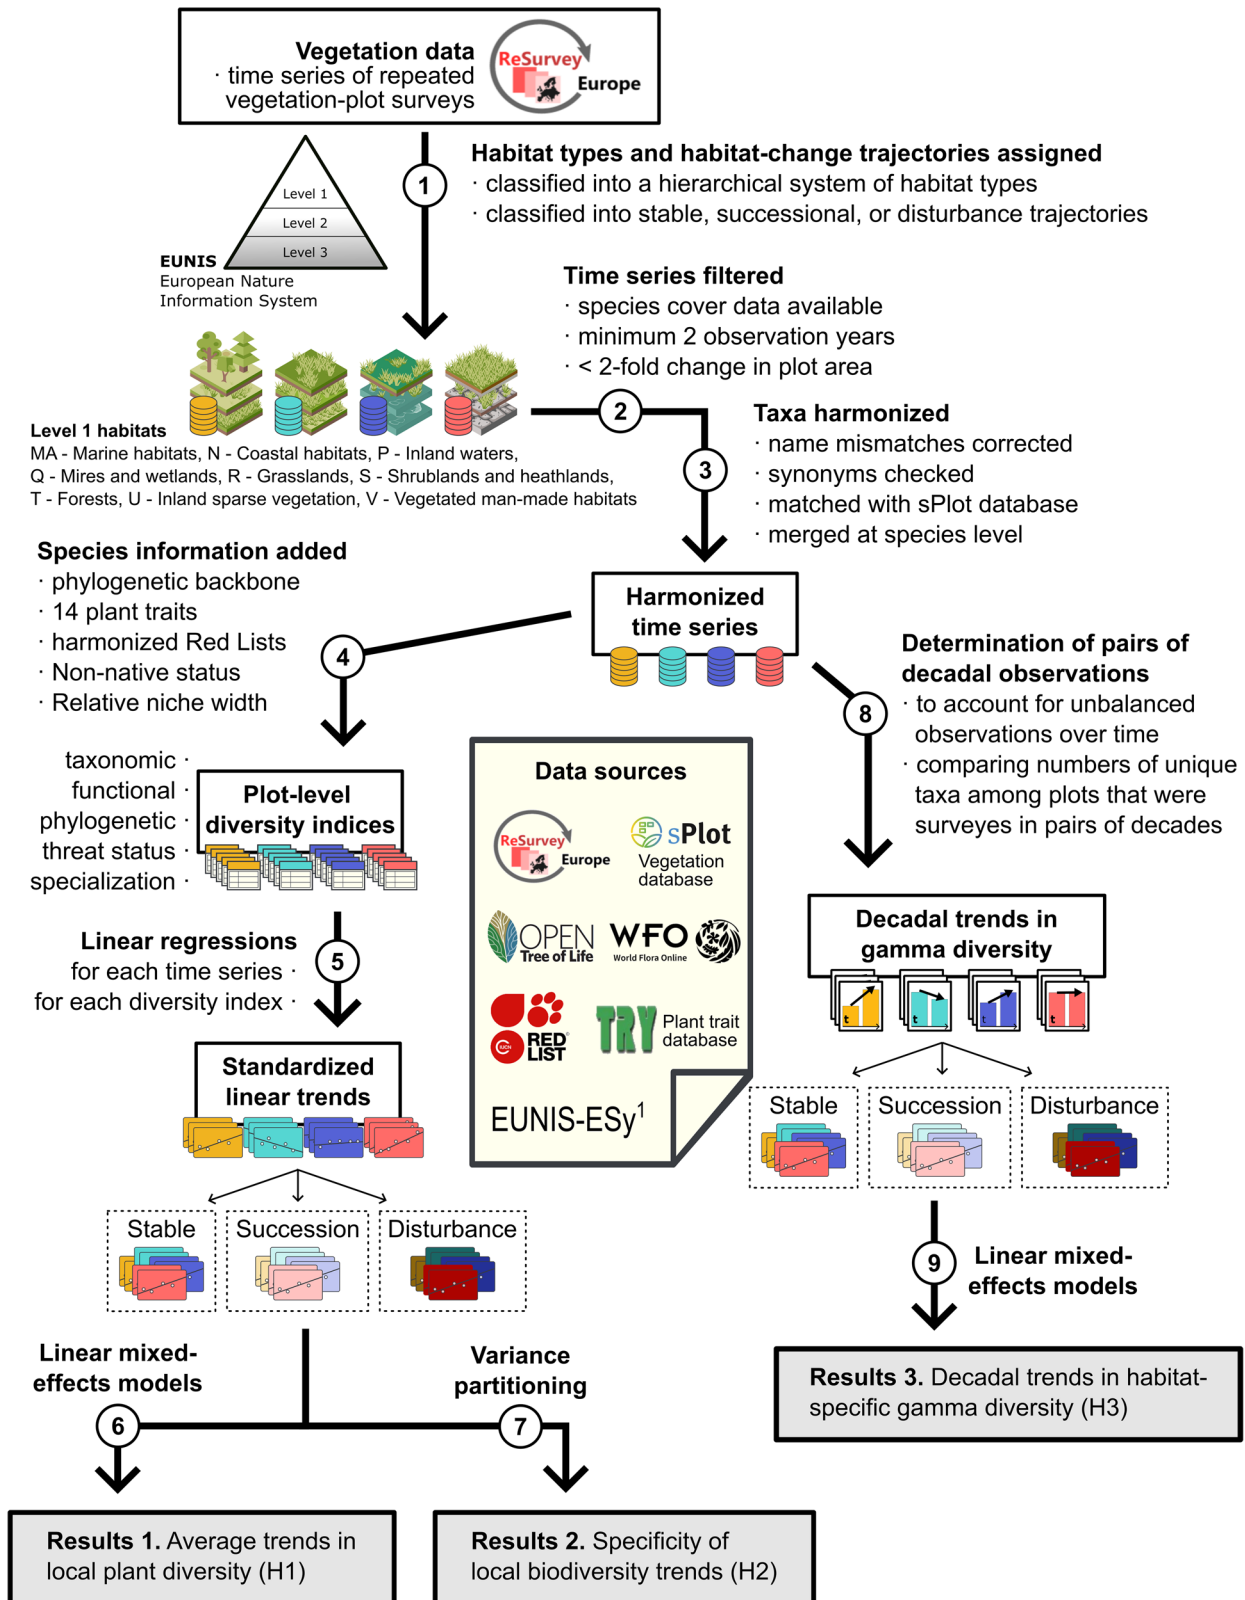 Vegetation data
· time series of repeated
vegetation-plot surveys
ReSurvey
Europe
1
Habitat types and habitat-change trajectories assigned
· classified into a hierarchical system of habitat types
· classified into stable, successional, or disturbance trajectories
Level 1
Level 2
Level 3
EUNIS
European Nature
Information System
Time series filtered
· species cover data available
· minimum 2 observation years
· < 2-fold change in plot area
2
Level 1 habitats
MA - Marine habitats, N - Coastal habitats, P - Inland waters,
Q - Mires and wetlands, R - Grasslands, S - Shrublands and heathlands,
T - Forests, U - Inland sparse vegetation, V - Vegetated man-made habitats
3
Taxa harmonized
· name mismatches corrected
· synonyms checked
· matched with sPlot database
· merged at species level
Species information added
· phylogenetic backbone
· 14 plant traits
· harmonized Red Lists
· Non-native status
· Relative niche width
4
Harmonized
time series
8
Determination of pairs of
decadal observations
· to account for unbalanced
observations over time
· comparing numbers of unique
taxa among plots that were
surveyes in pairs of decades
taxonomic ·
functional ·
phylogenetic ·
threat status ·
specialization ·
Plot-level
diversity indices
Data sources
ReSurvey
Europe
sPlot
Vegetation
database
OPEN
Tree of Life
WFO
World Flora Online
IUCN
RED
LIST
TRY
Plant trait
database
EUNIS-ESy1
Linear regressions
for each time series ·
for each diversity index ·
5
Decadal trends in
gamma diversity
t
t
t
t
Standardized
linear trends
Stable
Succession
Disturbance
Stable
Succession
Disturbance
9
Linear mixed-
effects models
Linear mixed-
effects models
6
Variance
partitioning
7
Results 3. Decadal trends in habitat-
specific gamma diversity (H3)
Results 1. Average trends in
local plant diversity (H1)
Results 2. Specificity of
local biodiversity trends (H2)